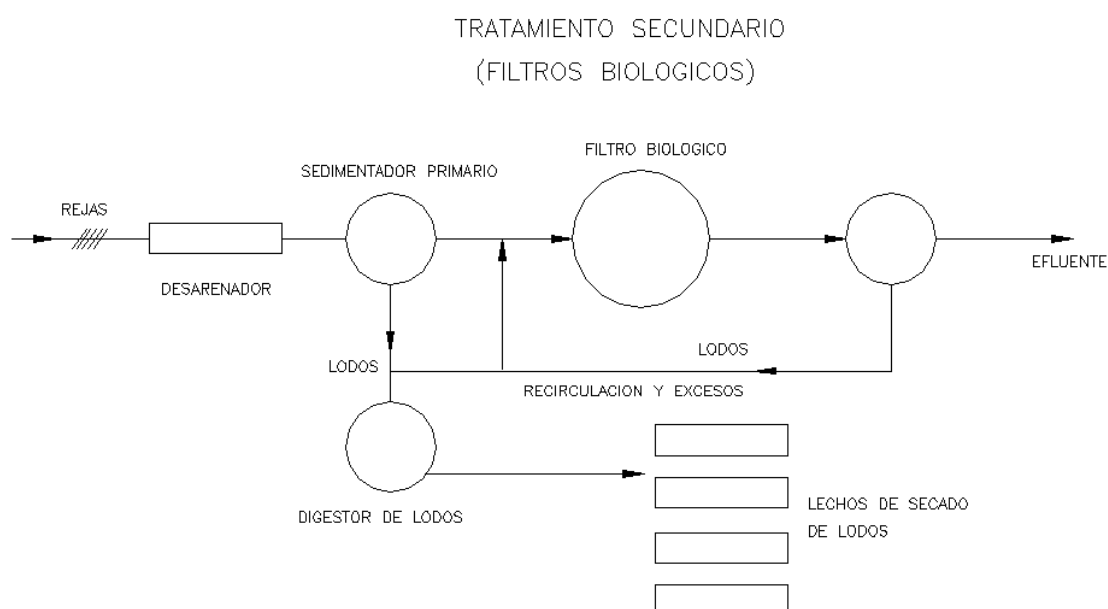 TRATAMIENTO SECUNDARIO
(FILTROS BIOLOGICOS)
FILTRO BIOLOGICO
SEDIMENTADOR PRIMARIO
REJAS
EFLUENTE
DESARENADOR
LODOS
LODOS
RECIRCULACION Y EXCESOS
LECHOS DE SECADO
DE LODOS
DIGESTOR DE LODOS